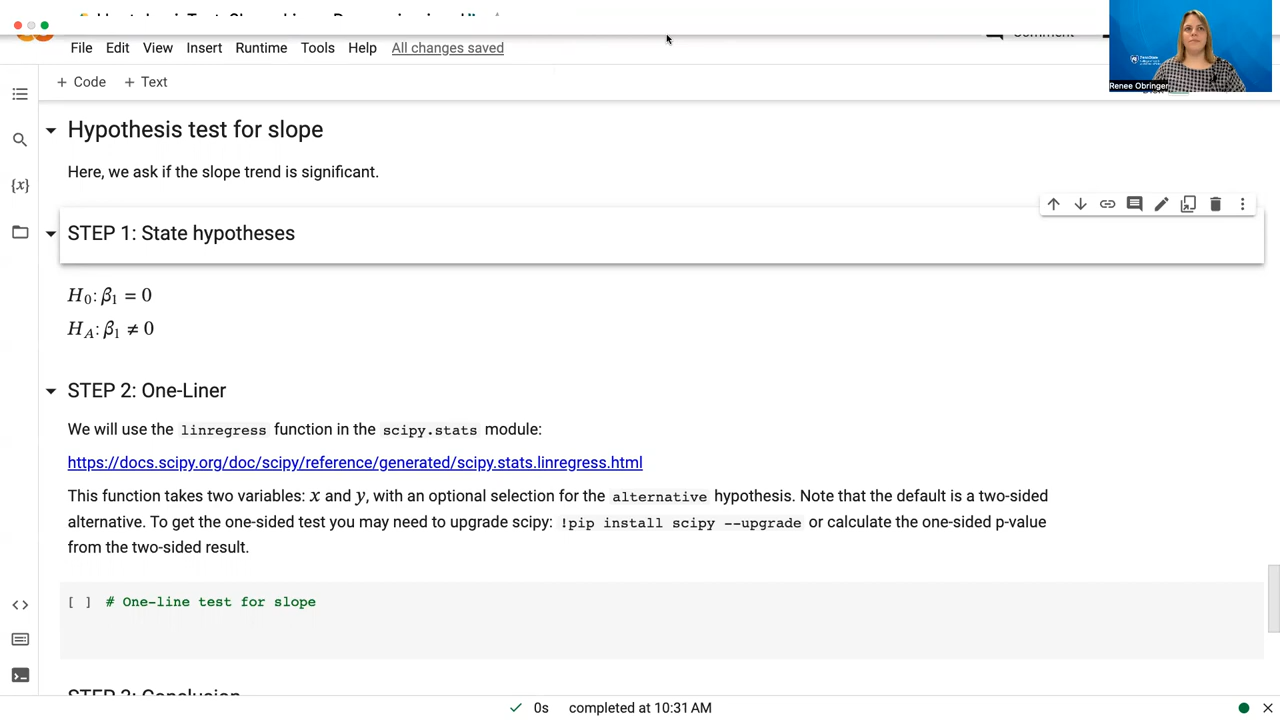 File Edit View Insert Runtime Tools Help All changes saved
Comment
+ Code + Text
Renee Obringer
Hypothesis test for slope
Here, we ask if the slope trend is significant.
STEP 1: State hypotheses
H₀: β₁ = 0
H_A: β₁ ≠ 0
STEP 2: One-Liner
We will use the linregress function in the scipy.stats module:
https://docs.scipy.org/doc/scipy/reference/generated/scipy.stats.linregress.html
This function takes two variables: x and y, with an optional selection for the alternative hypothesis. Note that the default is a two-sided
alternative. To get the one-sided test you may need to upgrade scipy: !pip install scipy --upgrade or calculate the one-sided p-value
from the two-sided result.
[ ] # One-line test for slope
STEP 3: Conclusion
0s completed at 10:31 AM